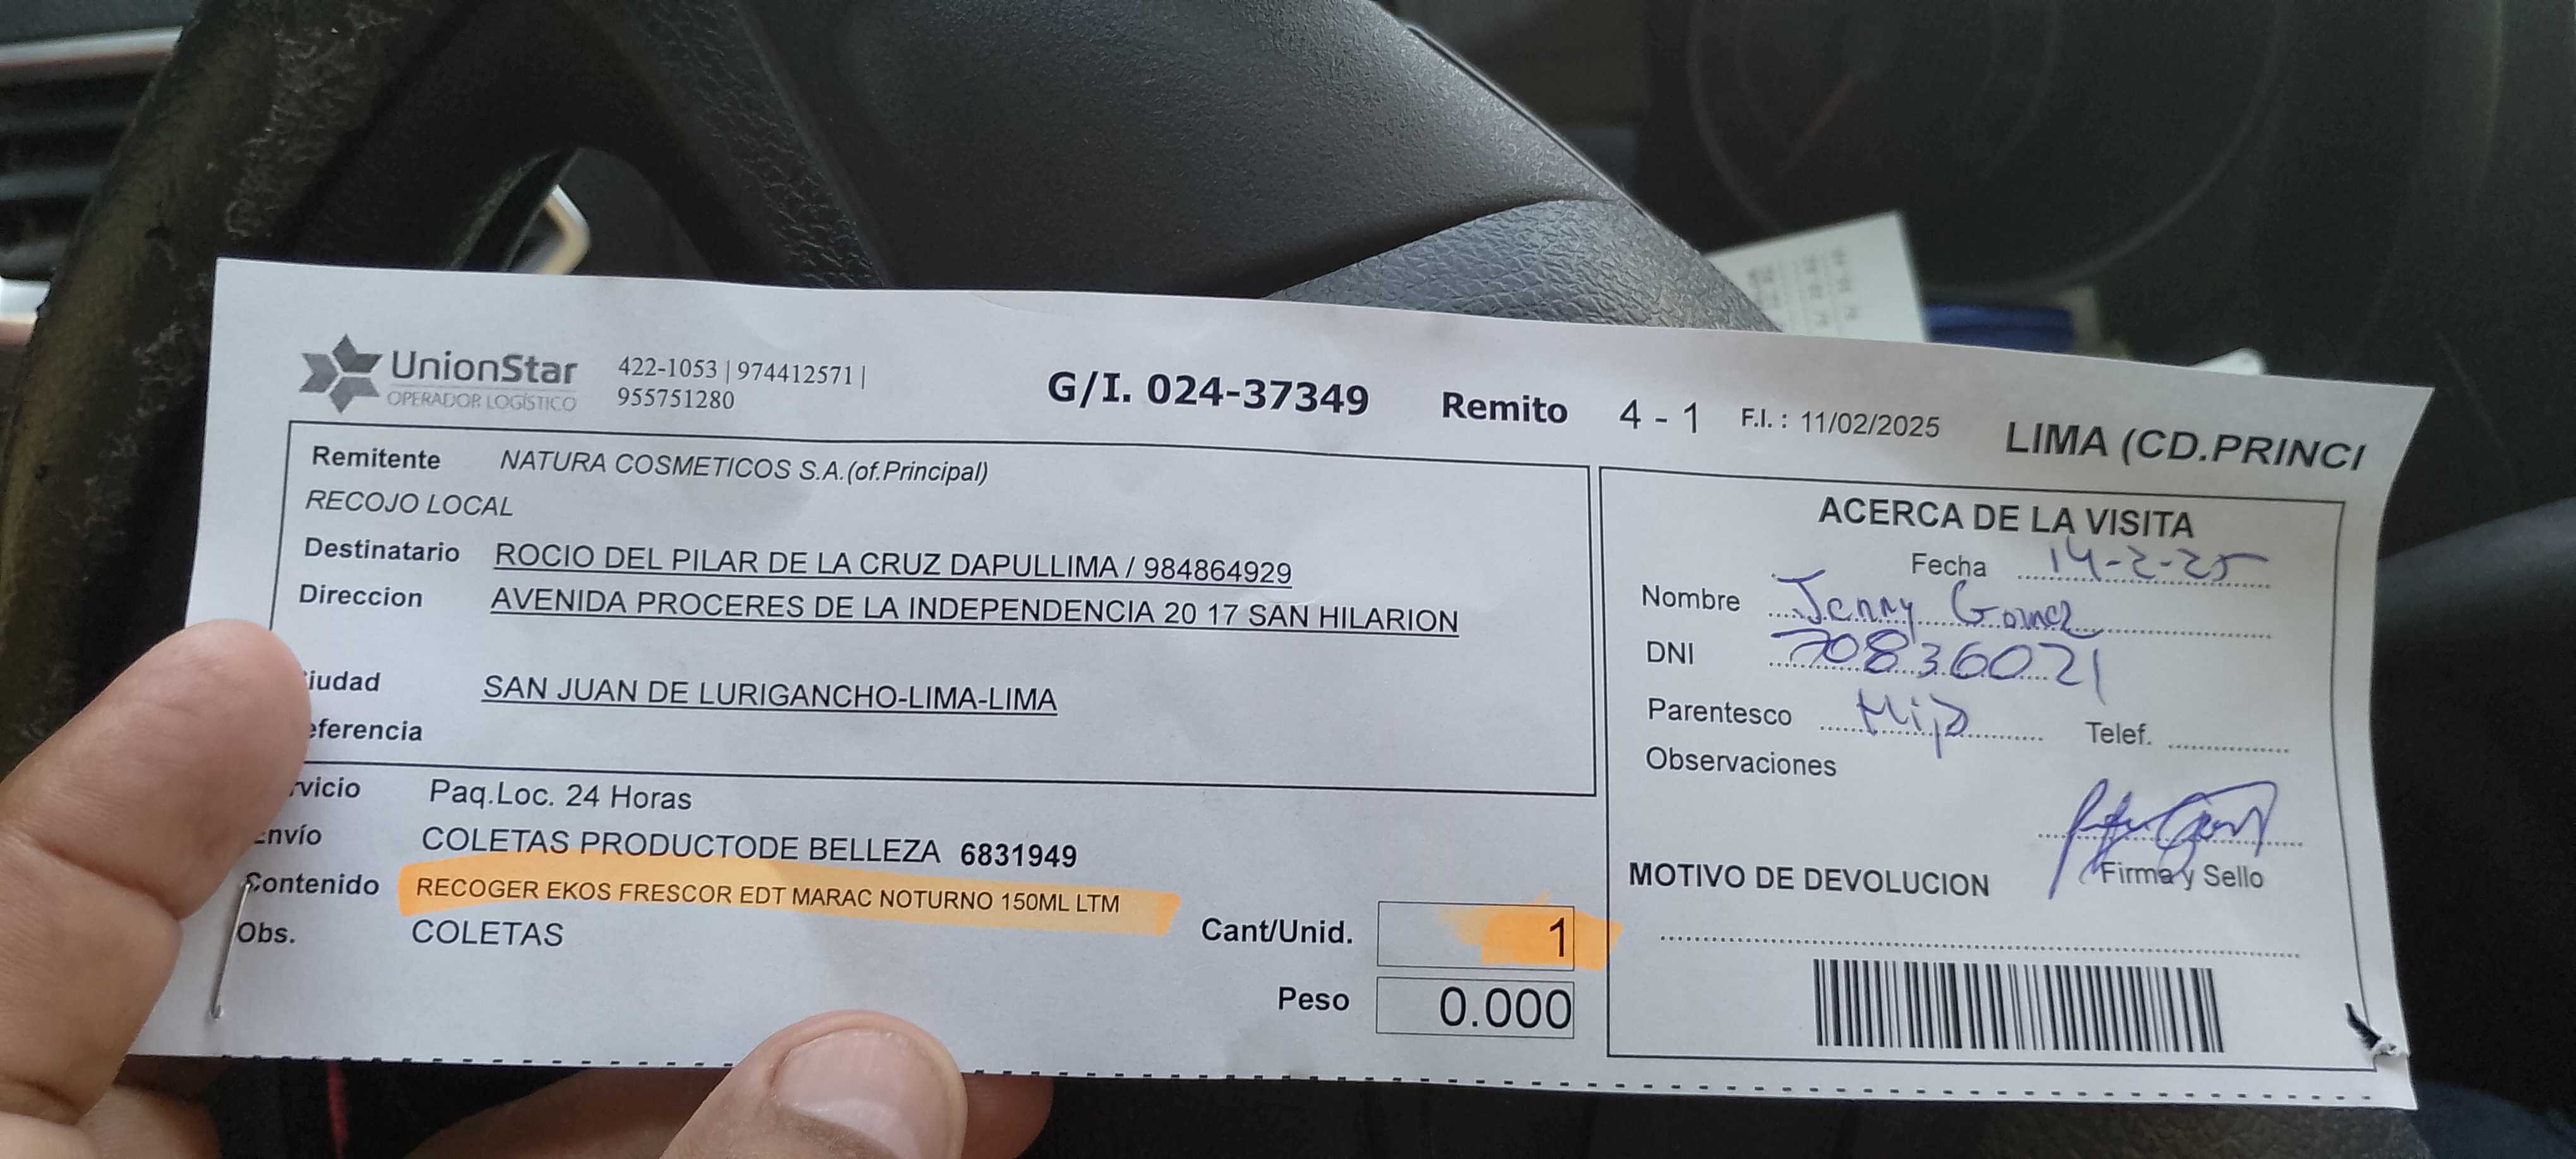 UnionStar
OPERADOR LOGÍSTICO
422-1053 | 974412571 |
955751280
G/I. 024-37349 Remito 4 - 1 F.I. : 11/02/2025 LIMA (CD.PRINCI
Remitente NATURA COSMETICOS S.A.(of.Principal)
RECOJO LOCAL
Destinatario ROCIO DEL PILAR DE LA CRUZ DAPULLIMA / 984864929
Direccion AVENIDA PROCERES DE LA INDEPENDENCIA 20 17 SAN HILARION
iudad SAN JUAN DE LURIGANCHO-LIMA-LIMA
eferencia
rvicio Paq.Loc. 24 Horas
Envío COLETAS PRODUCTODE BELLEZA 6831949
Contenido RECOGER EKOS FRESCOR EDT MARAC NOTURNO 150ML LTM
Obs. COLETAS
Cant/Unid. 1
Peso 0.000
ACERCA DE LA VISITA
Fecha 14-2-25
Nombre Jenny Gomez
DNI 70836021
Parentesco Hijo Telef.
Observaciones
Firma y Sello
MOTIVO DE DEVOLUCION